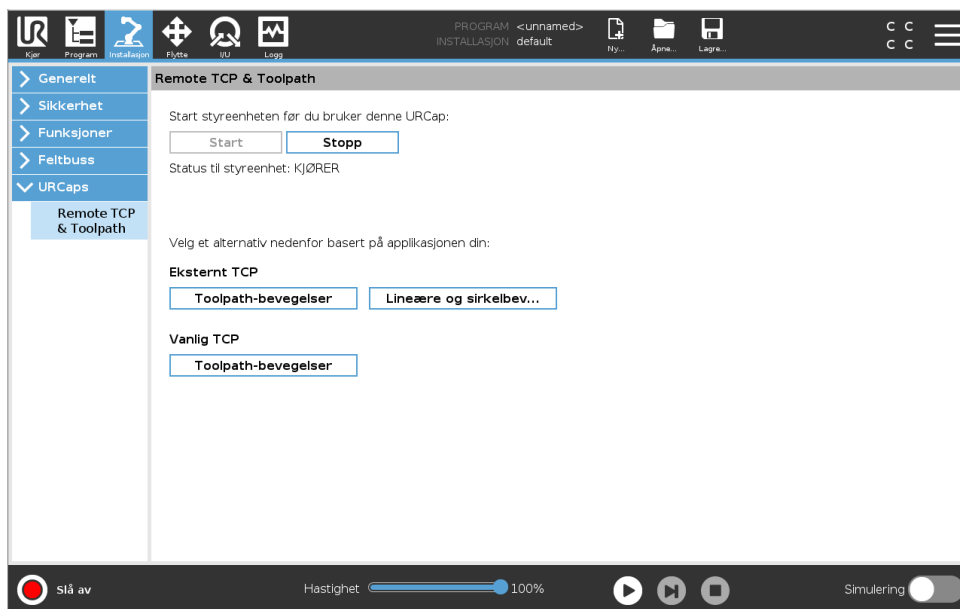 PROGRAM <unnamed>
INSTALLASJON default
C C
C C
Kjør Program Installasjon Flytte I/U Logg Ny... Åpne... Lagre...
Generelt
Sikkerhet
Funksjoner
Feltbuss
URCaps
Remote TCP
& Toolpath
Remote TCP & Toolpath
Start styreenheten før du bruker denne URCap:
Start Stopp
Status til styreenhet: KJØRER
Velg et alternativ nedenfor basert på applikasjonen din:
Eksternt TCP
Toolpath-bevegelser Lineære og sirkelbev...
Vanlig TCP
Toolpath-bevegelser
Slå av Hastighet 100% Simulering